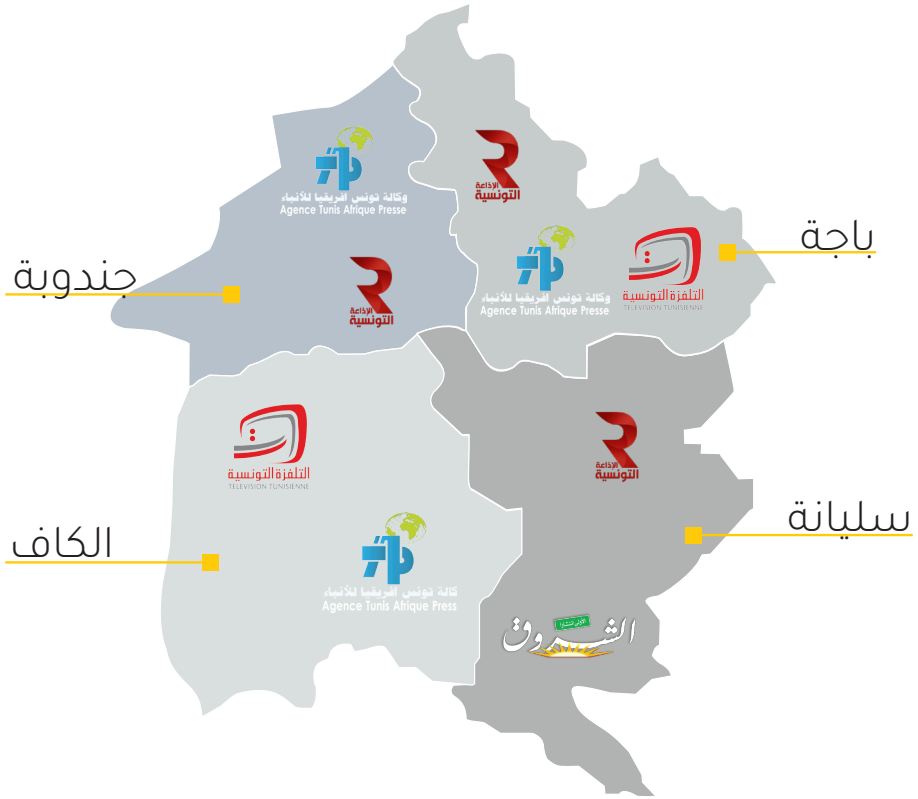 وكالة تونس افريقيا للأنباء
Agence Tunis Afrique Presse
الإذاعة
التونسية
باجة
وكالة تونس افريقيا للأنباء
Agence Tunis Afrique Presse
التلفزة التونسية
TELEVISION TUNISIENNE
جندوبة
الإذاعة
التونسية
التلفزة التونسية
TELEVISION TUNISIENNE
الإذاعة
التونسية
سليانة
الكاف
كالة تونس افريقيا للأنباء
Agence Tunis Afrique Press
الشروق